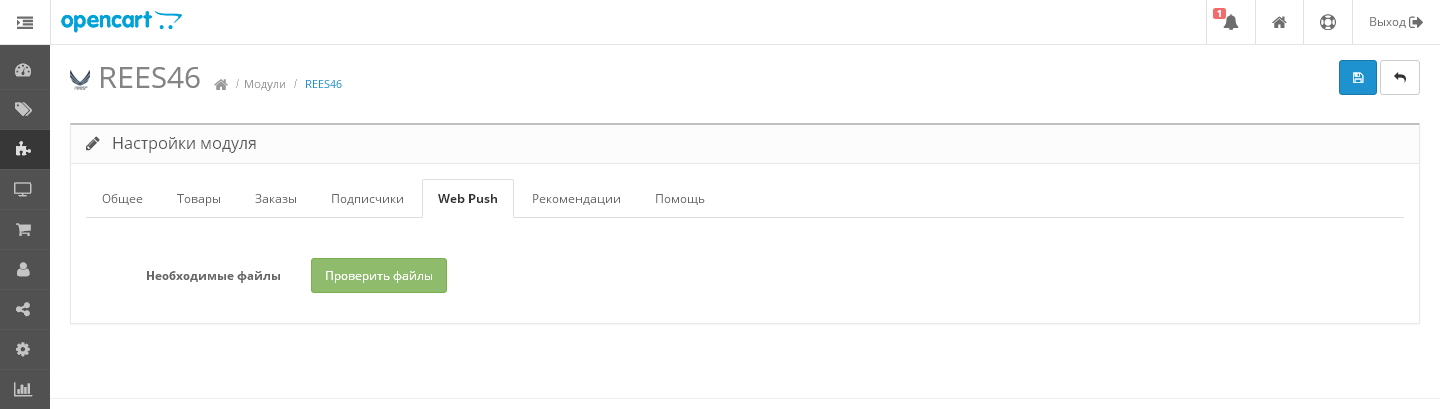 opencart
1
Выход
REES46
/ Модули / REES46
Настройки модуля
Общее
Товары
Заказы
Подписчики
Web Push
Рекомендации
Помощь
Необходимые файлы
Проверить файлы